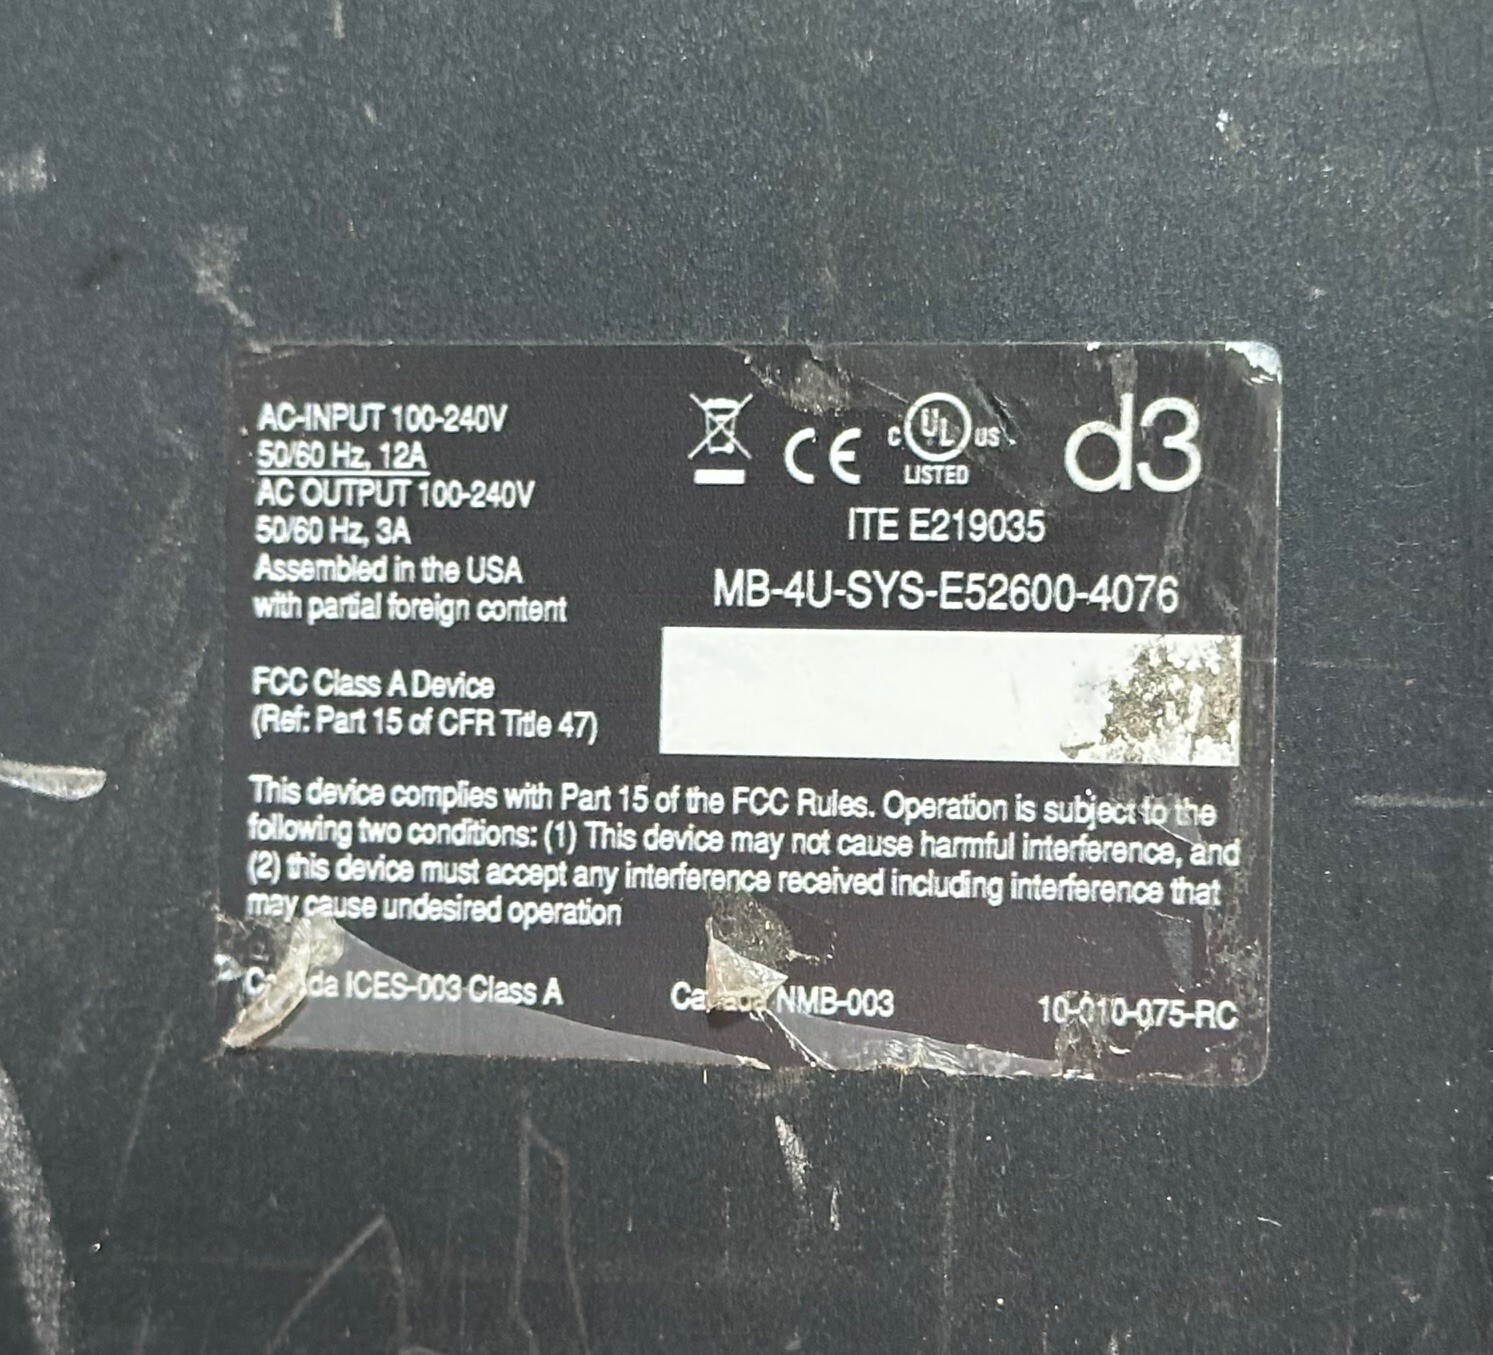 AC-INPUT 100-240V
50/60 Hz, 12A
AC OUTPUT 100-240V
50/60 Hz, 3A
Assembled in the USA
with partial foreign content
FCC Class A Device
(Ref: Part 15 of CFR Title 47)
CE
C UL US
LISTED
d3
ITE E219035
MB-4U-SYS-E52600-4076
This device complies with Part 15 of the FCC Rules. Operation is subject to the
following two conditions: (1) This device may not cause harmful interference, and
(2) this device must accept any interference received including interference that
may cause undesired operation
Canada ICES-003 Class A
Canada NMB-003
10-010-075-RC